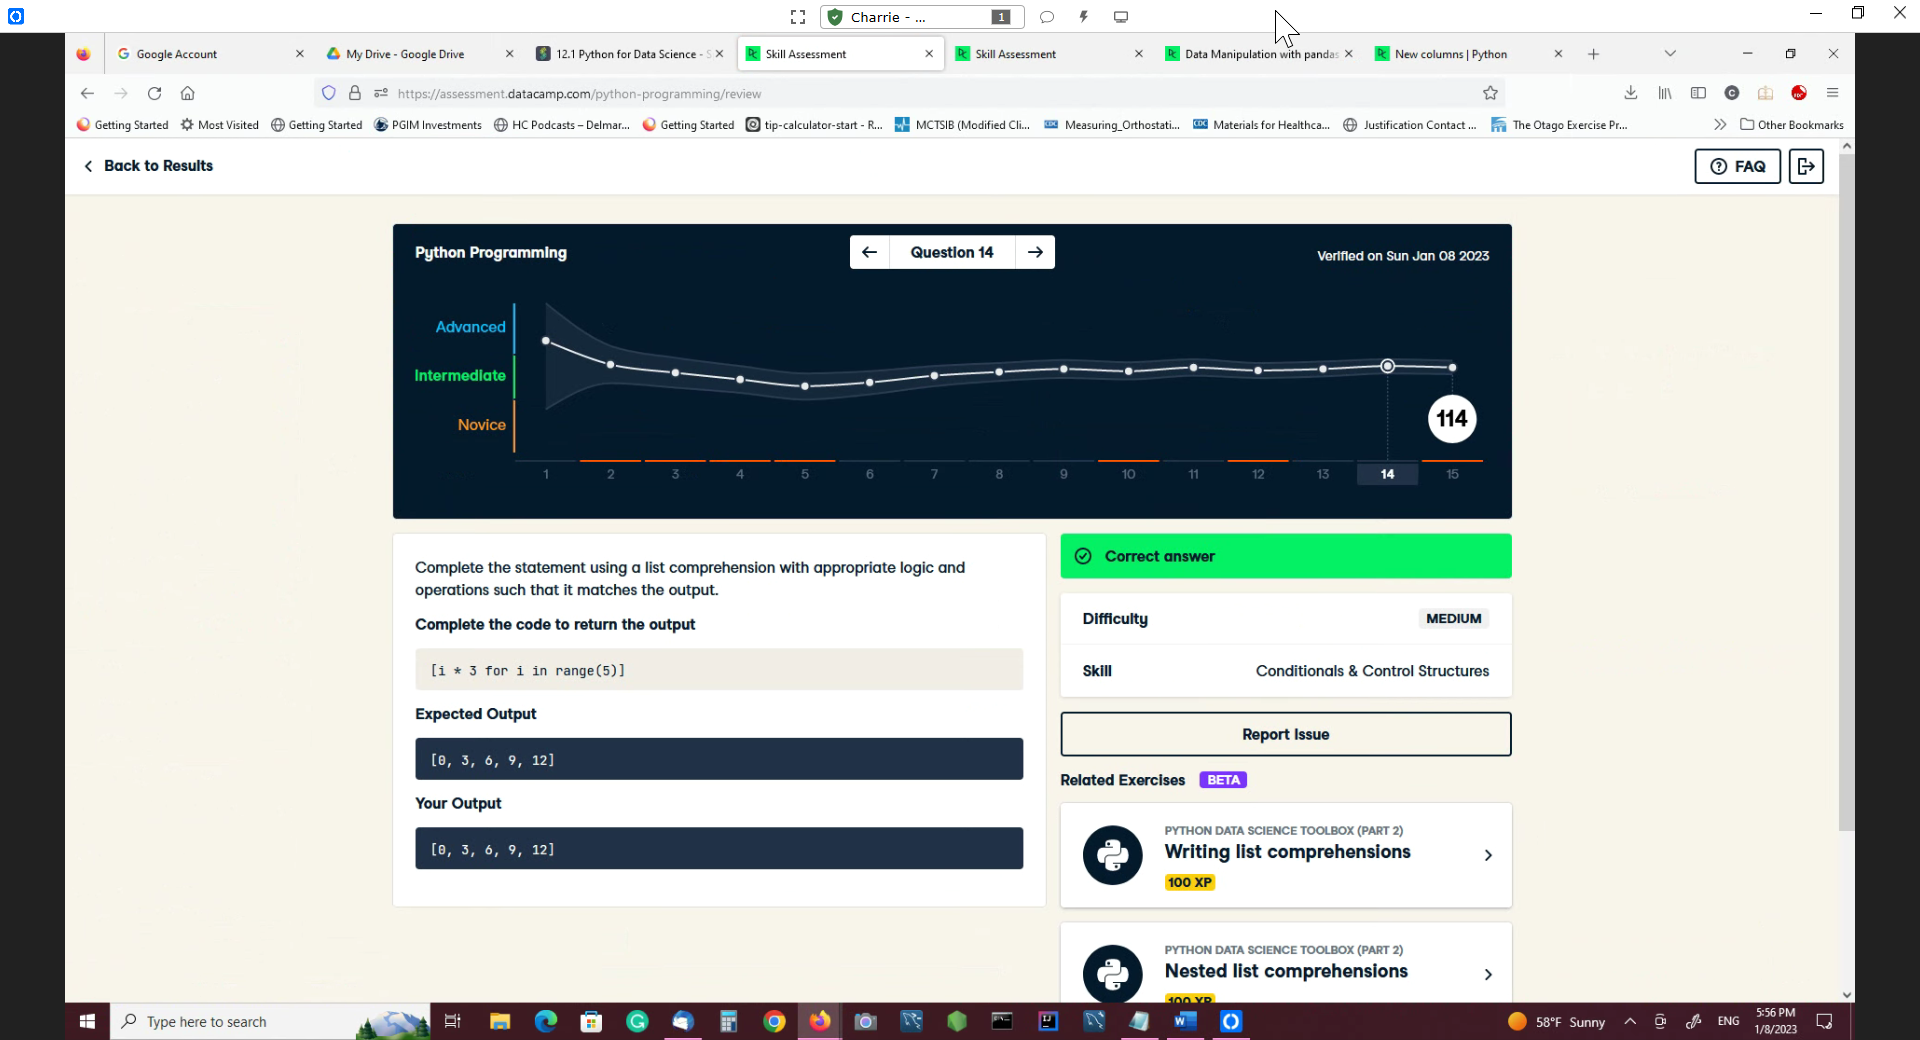 Charrie - ...
1
Google Account
My Drive - Google Drive
12.1 Python for Data Science - S
Skill Assessment
Skill Assessment
Data Manipulation with pandas
New columns | Python
https://assessment.datacamp.com/python-programming/review
Getting Started
Most Visited
Getting Started
PGIM Investments
HC Podcasts – Delmar...
Getting Started
tip-calculator-start - R...
MCTSIB (Modified Cli...
Measuring_Orthostati...
Materials for Healthca...
Justification Contact ...
The Otago Exercise Pr...
Other Bookmarks
Back to Results
FAQ
Python Programming
Question 14
Verified on Sun Jan 08 2023
Advanced
Intermediate
Novice
114
1 2 3 4 5 6 7 8 9 10 11 12 13 14 15
Complete the statement using a list comprehension with appropriate logic and
operations such that it matches the output.
Complete the code to return the output
[i * 3 for i in range(5)]
Expected Output
[0, 3, 6, 9, 12]
Your Output
[0, 3, 6, 9, 12]
Correct answer
Difficulty
MEDIUM
Skill
Conditionals & Control Structures
Report Issue
Related Exercises BETA
PYTHON DATA SCIENCE TOOLBOX (PART 2)
Writing list comprehensions
100 XP
PYTHON DATA SCIENCE TOOLBOX (PART 2)
Nested list comprehensions
100 XP
Type here to search
58°F Sunny
ENG
5:56 PM
1/8/2023